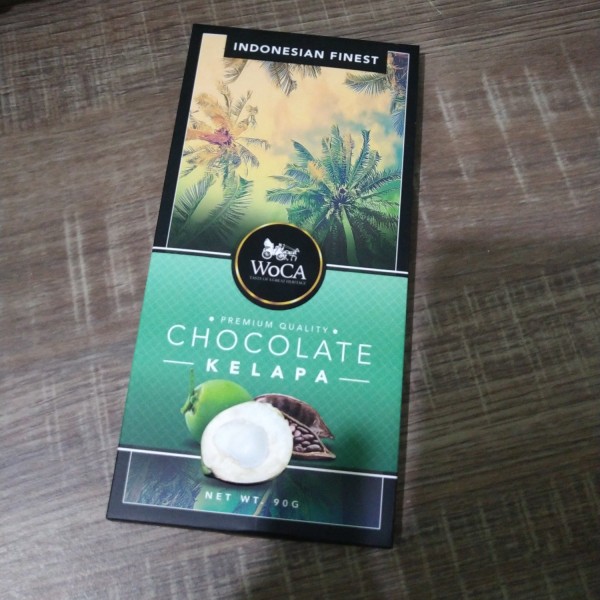 INDONESIAN FINEST
WoCA
• PREMIUM QUALITY •
CHOCOLATE
KELAPA
NET WT. 90G